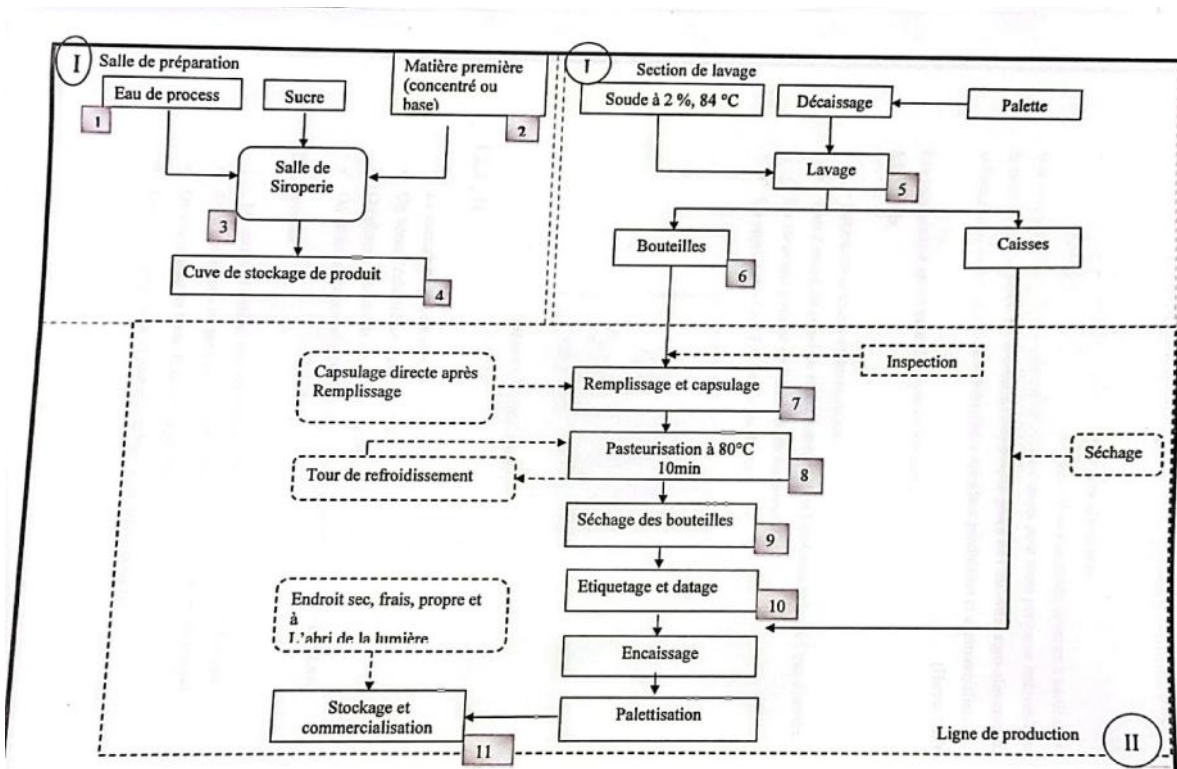 I
Salle de préparation
Eau de process
1
Sucre
Matière première
(concentré ou
base)
2
Salle de
Siroperie
3
Cuve de stockage de produit
4
I
Section de lavage
Soude à 2 %, 84 °C
Décaissage
Palette
Lavage
5
Bouteilles
6
Caisses
Inspection
Capsulage directe après
Remplissage
Remplissage et capsulage
7
Pasteurisation à 80°C
10min
8
Tour de refroidissement
Séchage
Séchage des bouteilles
9
Etiquetage et datage
10
Endroit sec, frais, propre et
à
L'abri de la lumière
Encaissage
Stockage et
commercialisation
11
Palettisation
Ligne de production
II